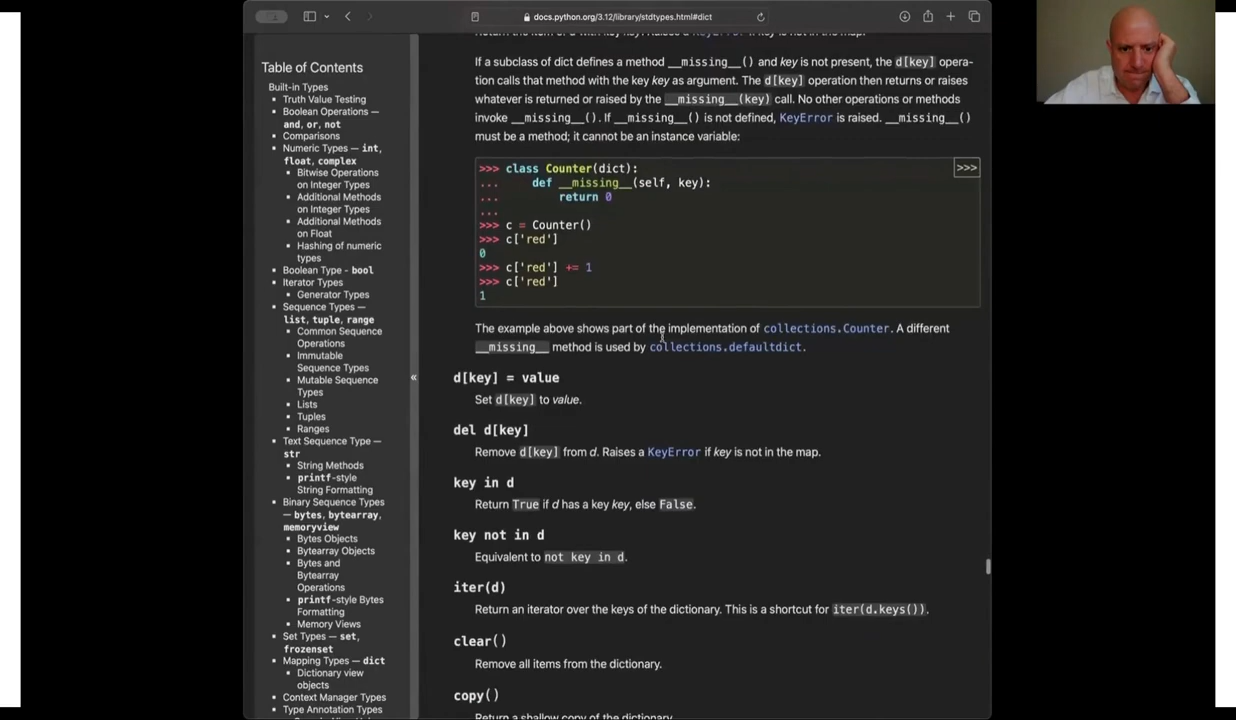 docs.python.org/3.12/library/stdtypes.html#dict
Table of Contents
Built-in Types
Truth Value Testing
Boolean Operations —
and, or, not
Comparisons
Numeric Types — int,
float, complex
Bitwise Operations
on Integer Types
Additional Methods
on Integer Types
Additional Methods
on Float
Hashing of numeric
types
Boolean Type - bool
Iterator Types
Generator Types
Sequence Types —
list, tuple, range
Common Sequence
Operations
Immutable
Sequence Types
Mutable Sequence
Types
Lists
Tuples
Ranges
Text Sequence Type —
str
String Methods
printf-style
String Formatting
Binary Sequence Types
— bytes, bytearray,
memoryview
Bytes Objects
Bytearray Objects
Bytes and
Bytearray
Operations
printf-style Bytes
Formatting
Memory Views
Set Types — set,
frozenset
Mapping Types — dict
Dictionary view
objects
Context Manager Types
Type Annotation Types
«
If a subclass of dict defines a method __missing__() and key is not present, the d[key] opera-
tion calls that method with the key key as argument. The d[key] operation then returns or raises
whatever is returned or raised by the __missing__(key) call. No other operations or methods
invoke __missing__(). If __missing__() is not defined, KeyError is raised. __missing__()
must be a method; it cannot be an instance variable:
>>>
>>> class Counter(dict):
...     def __missing__(self, key):
...         return 0
...
>>> c = Counter()
>>> c['red']
0
>>> c['red'] += 1
>>> c['red']
1
The example above shows part of the implementation of collections.Counter. A different
__missing__ method is used by collections.defaultdict.
d[key] = value
Set d[key] to value.
del d[key]
Remove d[key] from d. Raises a KeyError if key is not in the map.
key in d
Return True if d has a key key, else False.
key not in d
Equivalent to not key in d.
iter(d)
Return an iterator over the keys of the dictionary. This is a shortcut for iter(d.keys()).
clear()
Remove all items from the dictionary.
copy()
Return a shallow copy of the dictionary.